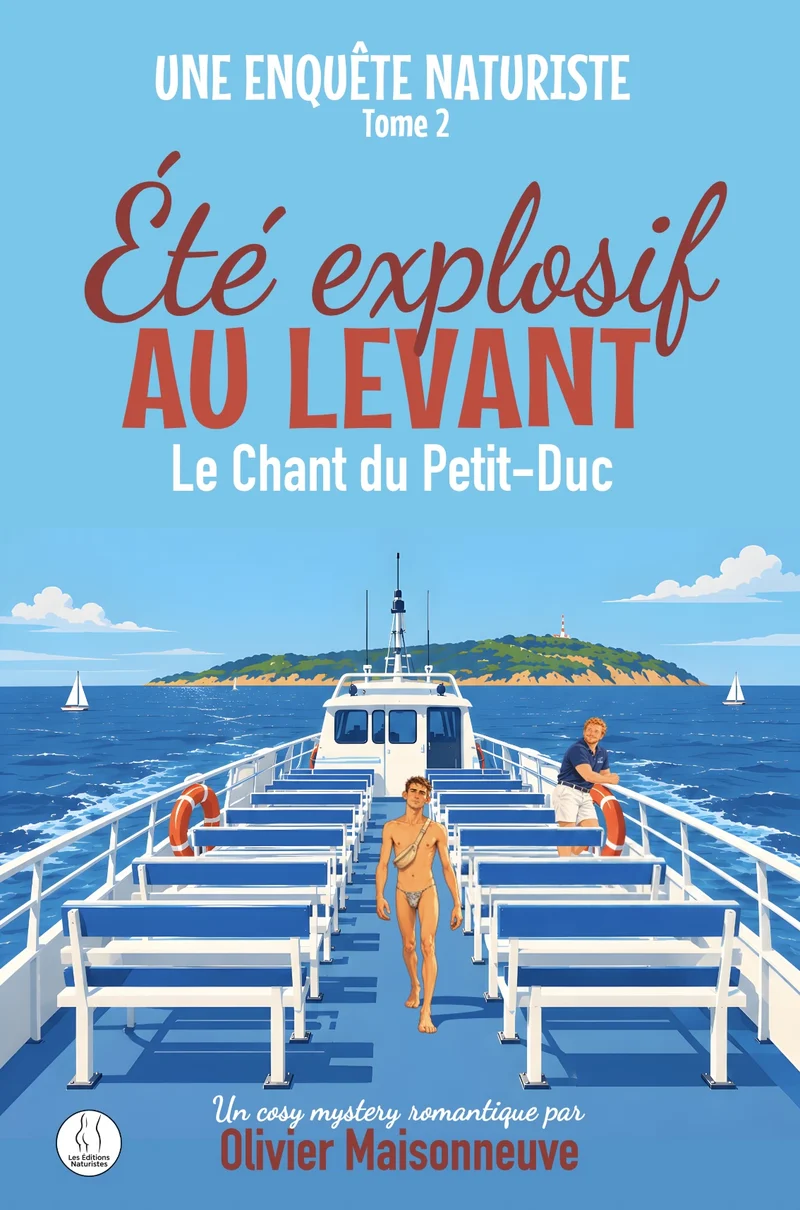 UNE ENQUÊTE NATURISTE
Tome 2
Été explosif
AU LEVANT
Le Chant du Petit-Duc
Un cosy mystery romantique par
Olivier Maisonneuve
Les Éditions
Naturistes